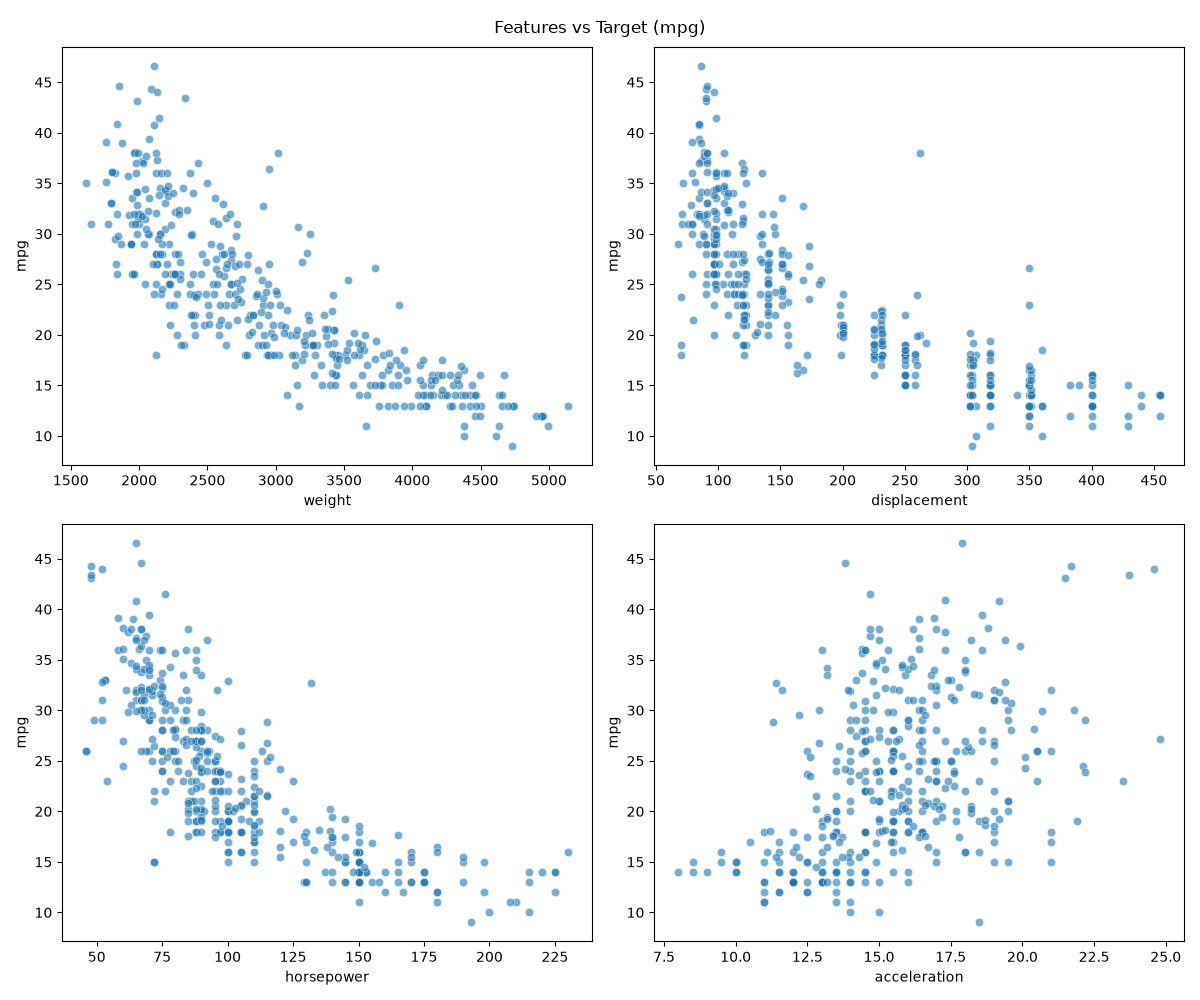 Features vs Target (mpg)
45
40
35
30
25
20
15
10
mpg
1500 2000 2500 3000 3500 4000 4500 5000
weight
45
40
35
30
25
20
15
10
mpg
50 100 150 200 250 300 350 400 450
displacement
45
40
35
30
25
20
15
10
mpg
50 75 100 125 150 175 200 225
horsepower
45
40
35
30
25
20
15
10
mpg
7.5 10.0 12.5 15.0 17.5 20.0 22.5 25.0
acceleration